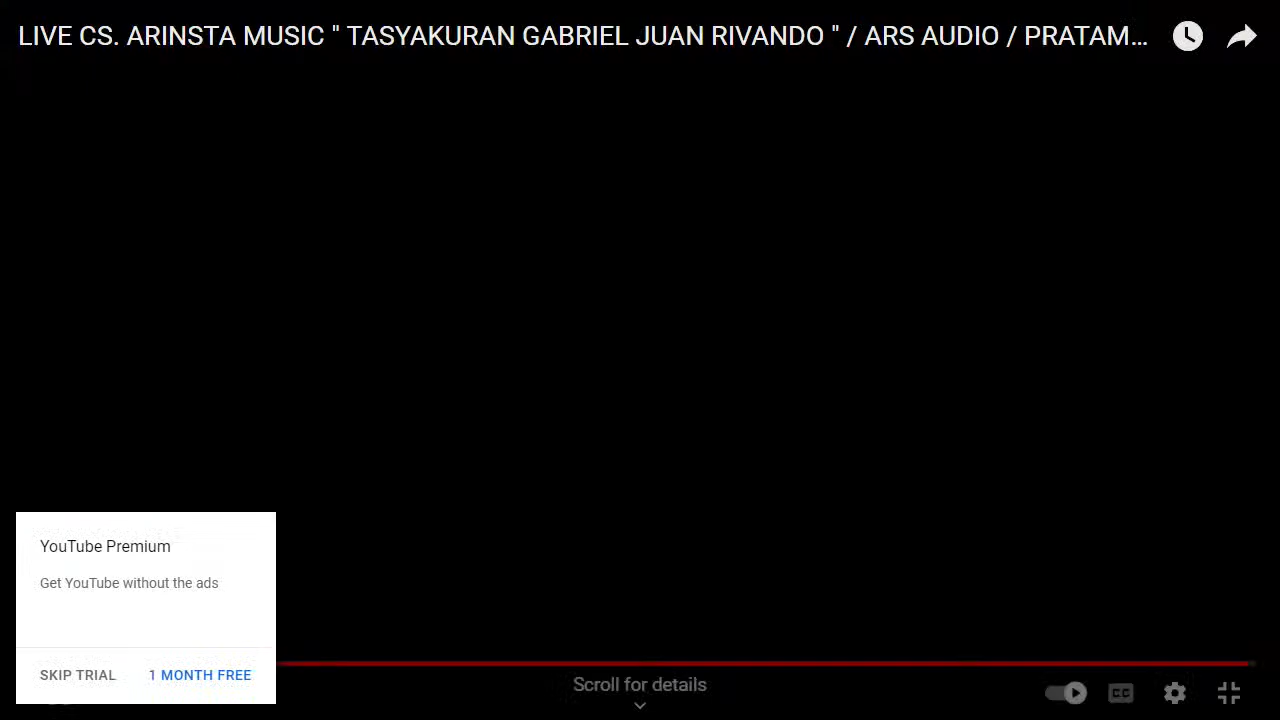 LIVE CS. ARINSTA MUSIC " TASYAKURAN GABRIEL JUAN RIVANDO " / ARS AUDIO / PRATAM...
YouTube Premium
Get YouTube without the ads
SKIP TRIAL 1 MONTH FREE
Scroll for details
CC